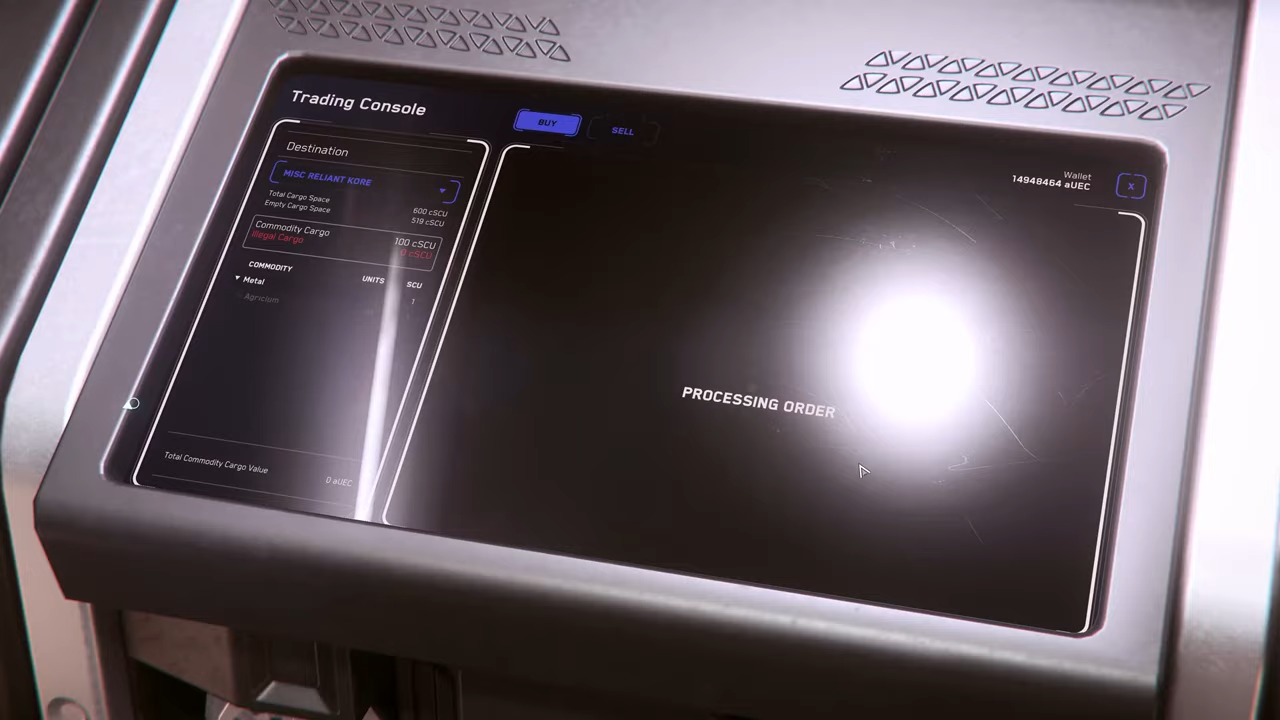 Trading Console
BUY
SELL
Destination
MISC RELIANT KORE
Total Cargo Space 600 cSCU
Empty Cargo Space 519 cSCU
Commodity Cargo 100 cSCU
Illegal Cargo 0 cSCU
COMMODITY UNITS SCU
Metal
Agricium 1
Total Commodity Cargo Value
0 aUEC
Wallet
14948464 aUEC
X
PROCESSING ORDER